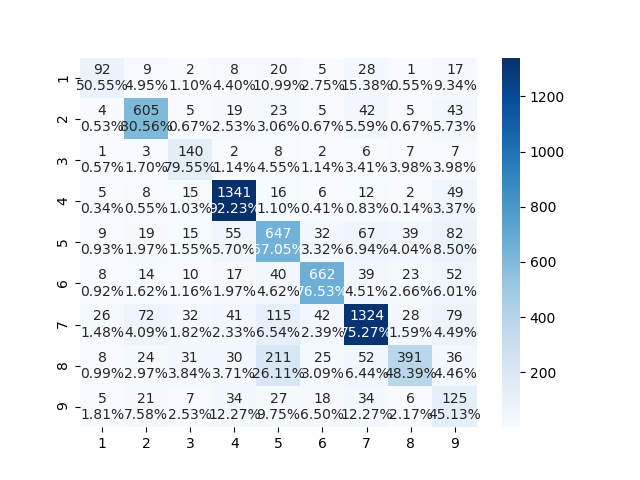 92 9 2 8 20 5 28 1 17
50.55% 4.95% 1.10% 4.40% 10.99% 2.75% 15.38% 0.55% 9.34%
1
4 605 5 19 23 5 42 5 43
0.53% 80.56% 0.67% 2.53% 3.06% 0.67% 5.59% 0.67% 5.73%
2
1 3 140 2 8 2 6 7 7
0.57% 1.70% 79.55% 1.14% 4.55% 1.14% 3.41% 3.98% 3.98%
3
5 8 15 1341 16 6 12 2 49
0.34% 0.55% 1.03% 92.23% 1.10% 0.41% 0.83% 0.14% 3.37%
4
9 19 15 55 647 32 67 39 82
0.93% 1.97% 1.55% 5.70% 67.05% 3.32% 6.94% 4.04% 8.50%
5
8 14 10 17 40 662 39 23 52
0.92% 1.62% 1.16% 1.97% 4.62% 76.53% 4.51% 2.66% 6.01%
6
26 72 32 41 115 42 1324 28 79
1.48% 4.09% 1.82% 2.33% 6.54% 2.39% 75.27% 1.59% 4.49%
7
8 24 31 30 211 25 52 391 36
0.99% 2.97% 3.84% 3.71% 26.11% 3.09% 6.44% 48.39% 4.46%
8
5 21 7 34 27 18 34 6 125
1.81% 7.58% 2.53% 12.27% 9.75% 6.50% 12.27% 2.17% 45.13%
9
1 2 3 4 5 6 7 8 9
1200
1000
800
600
400
200